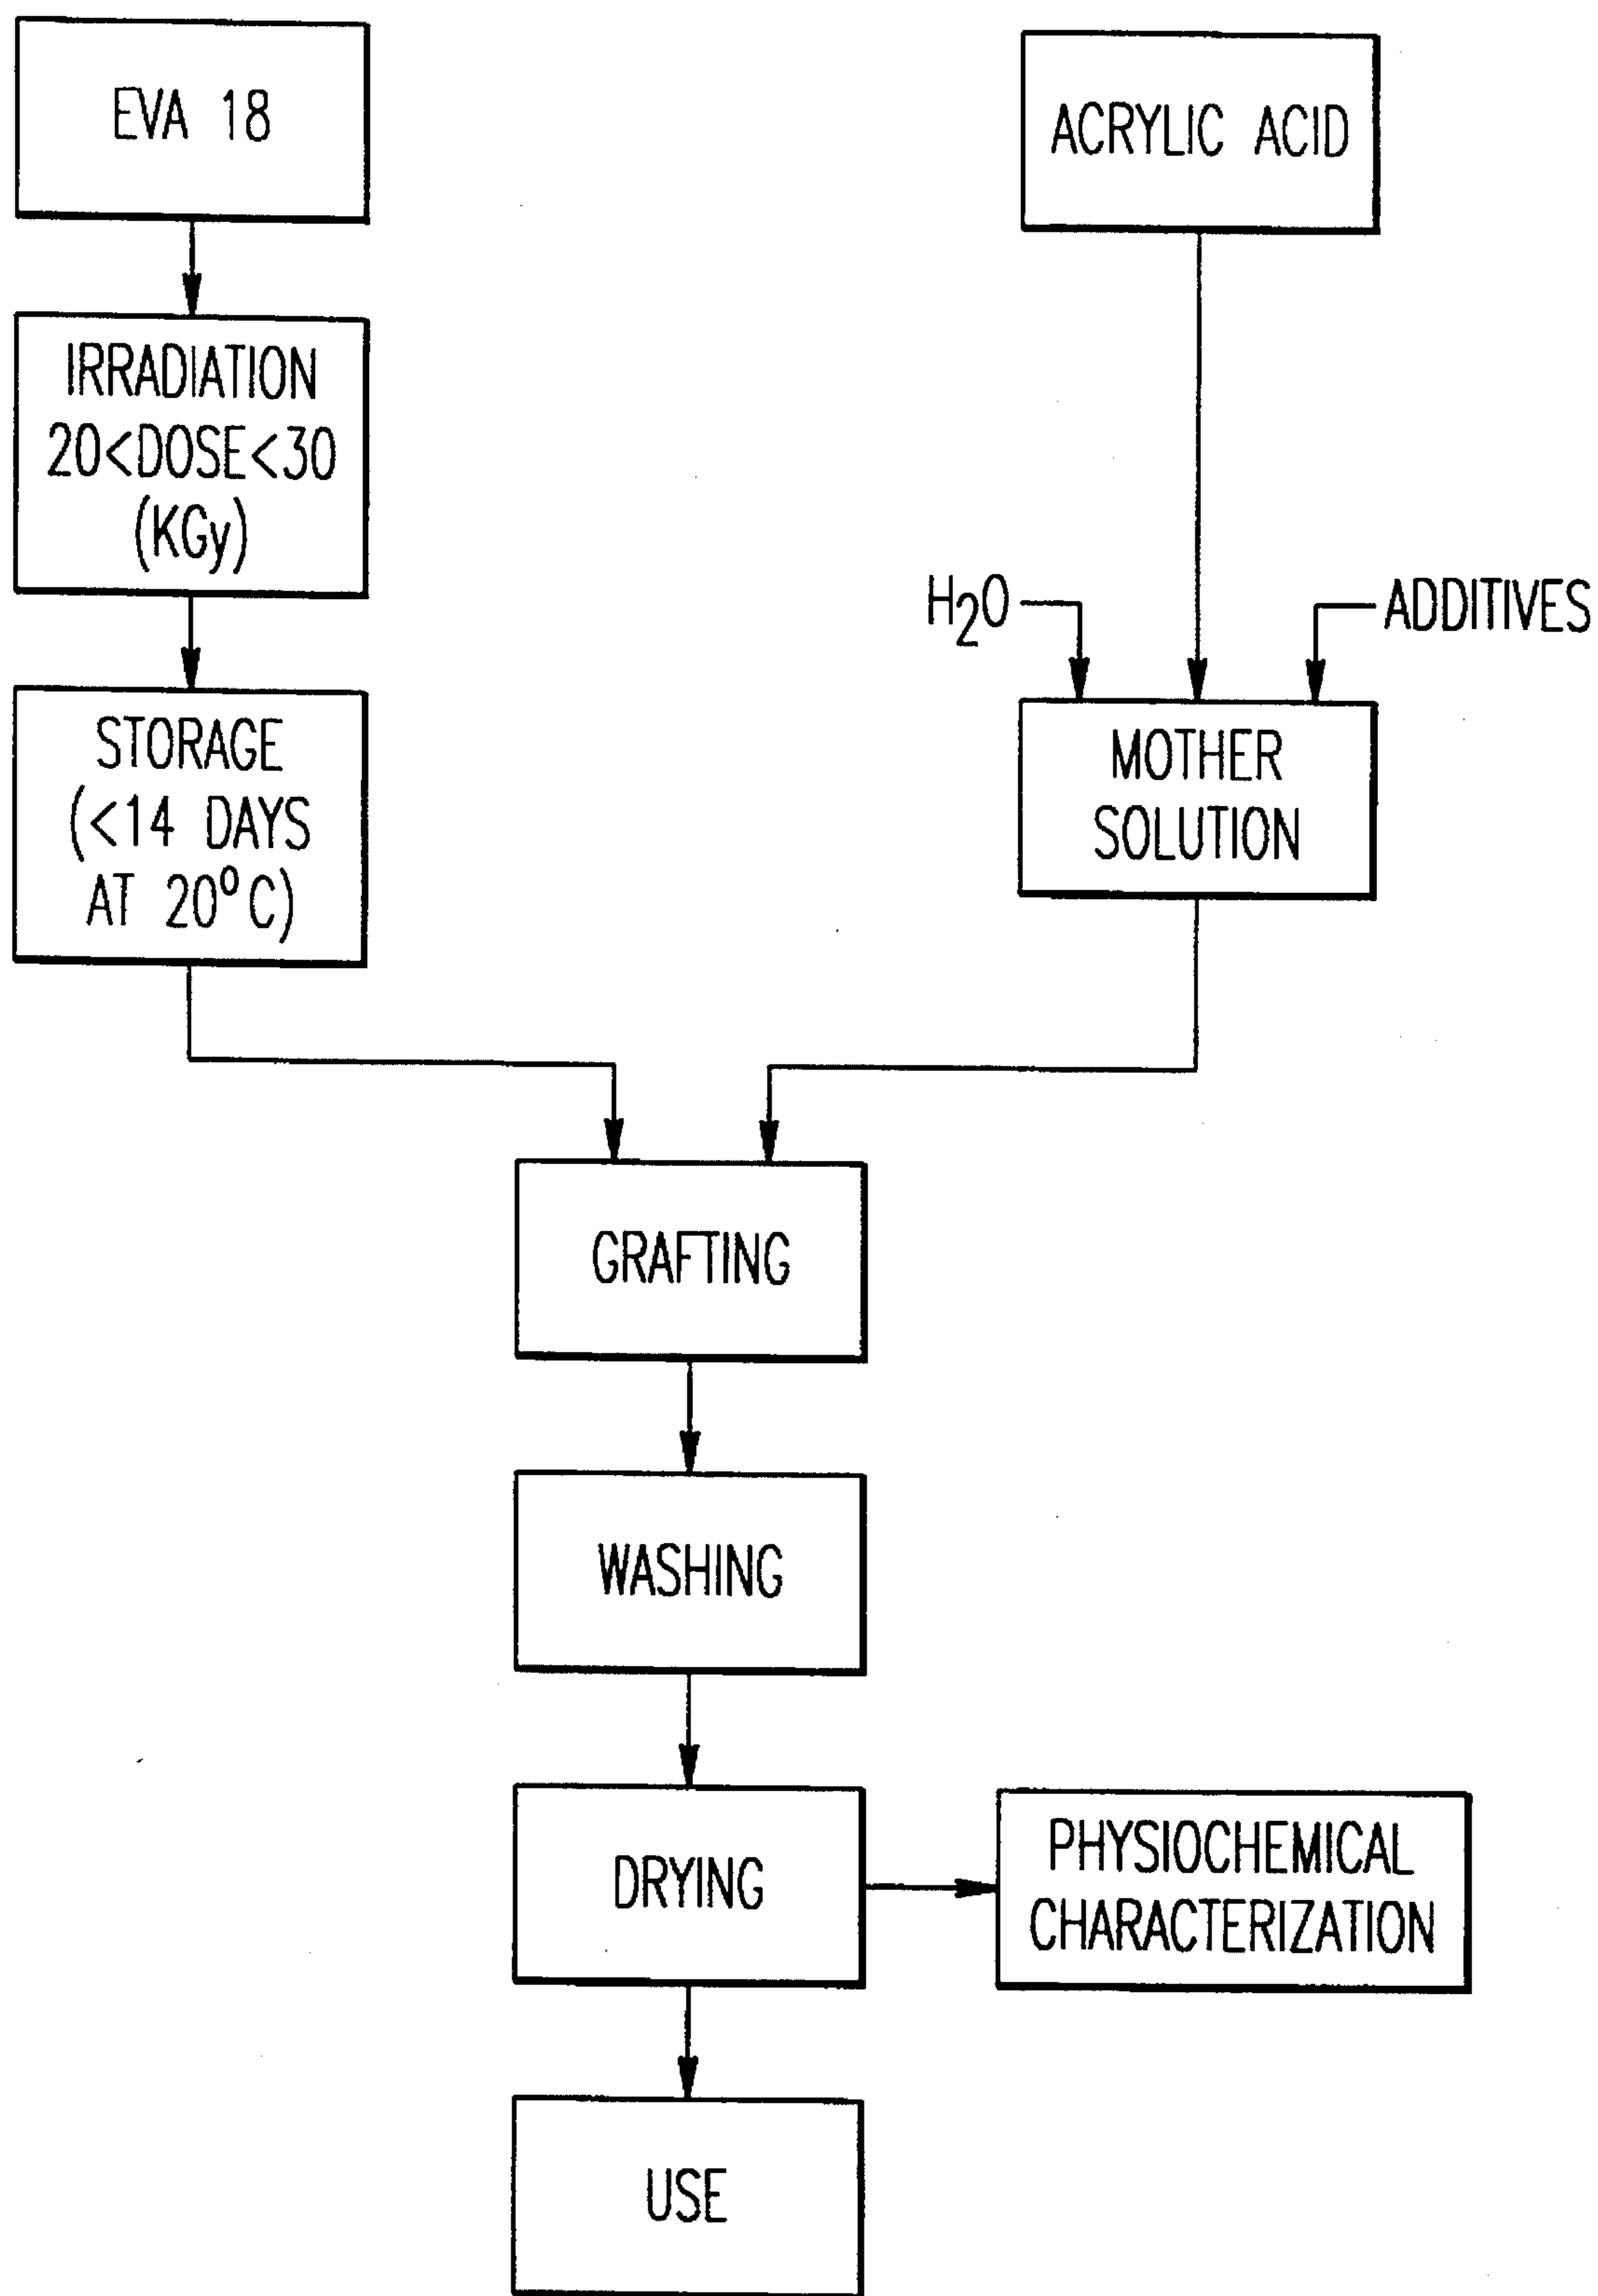 EVA 18
IRRADIATION
20<DOSE<30
(KGy)
STORAGE
(<14 DAYS
AT 20°C)
ACRYLIC ACID
H₂O
ADDITIVES
MOTHER
SOLUTION
GRAFTING
WASHING
DRYING
PHYSIOCHEMICAL
CHARACTERIZATION
USE